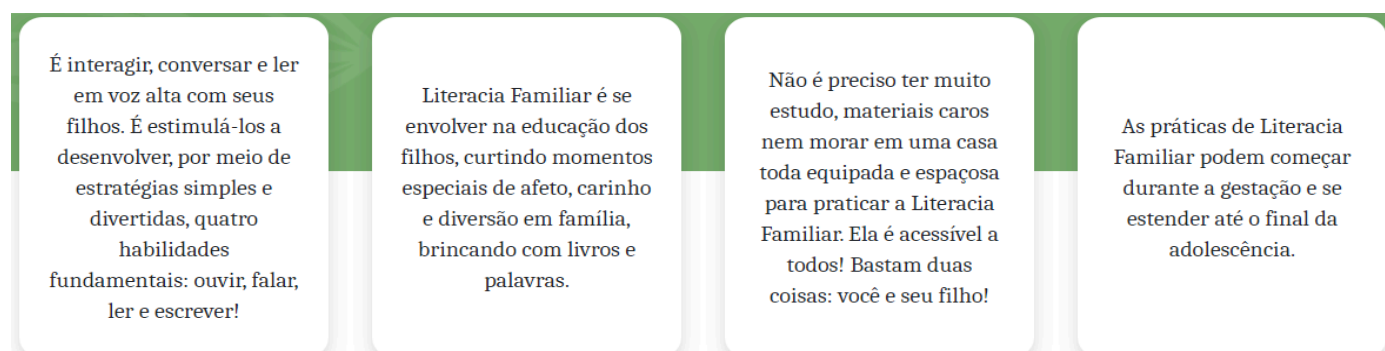 É interagir, conversar e ler
em voz alta com seus
filhos. É estimulá-los a
desenvolver, por meio de
estratégias simples e
divertidas, quatro
habilidades
fundamentais: ouvir, falar,
ler e escrever!
Literacia Familiar é se
envolver na educação dos
filhos, curtindo momentos
especiais de afeto, carinho
e diversão em família,
brincando com livros e
palavras.
Não é preciso ter muito
estudo, materiais caros
nem morar em uma casa
toda equipada e espaçosa
para praticar a Literacia
Familiar. Ela é acessível a
todos! Bastam duas
coisas: você e seu filho!
As práticas de Literacia
Familiar podem começar
durante a gestação e se
estender até o final da
adolescência.